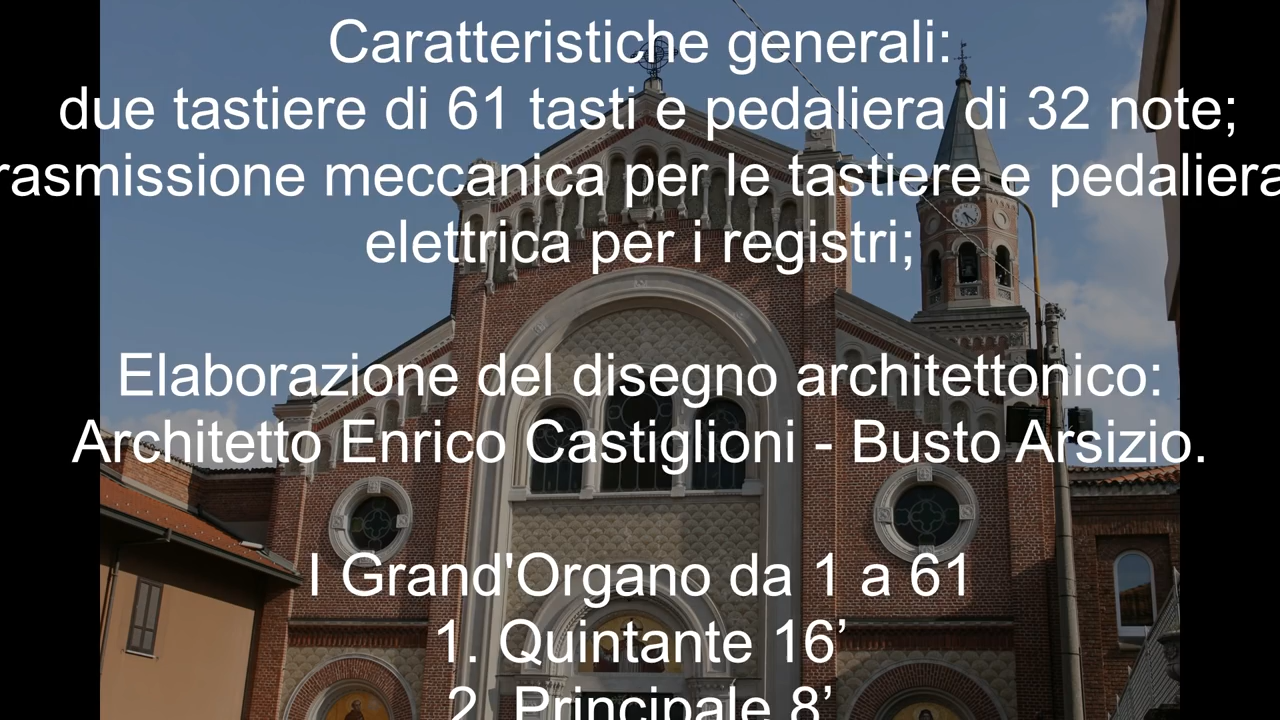 Caratteristiche generali:
due tastiere di 61 tasti e pedaliera di 32 note;
rasmissione meccanica per le tastiere e pedaliera
elettrica per i registri;
Elaborazione del disegno architettonico:
Architetto Enrico Castiglioni - Busto Arsizio.
I Grand'Organo da 1 a 61
1. Quintante 16’
2. Principale 8’